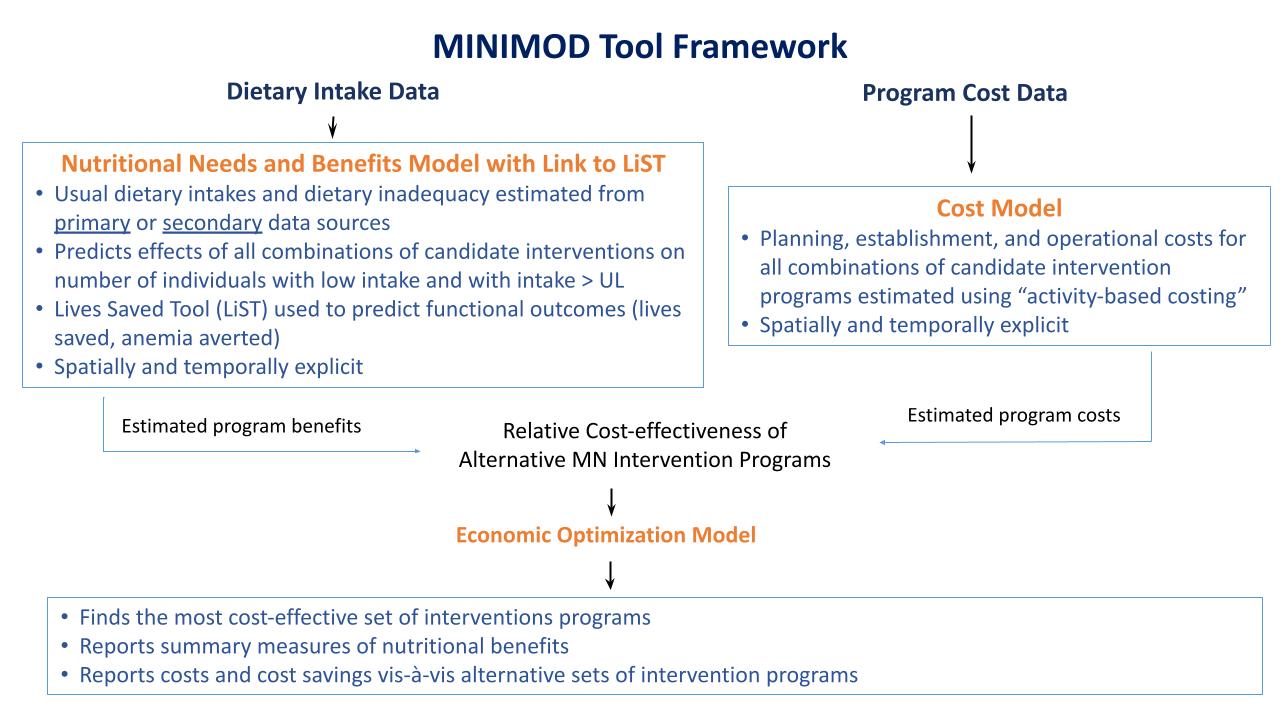 MINIMOD Tool Framework
Dietary Intake Data
Program Cost Data
Nutritional Needs and Benefits Model with Link to LiST
• Usual dietary intakes and dietary inadequacy estimated from
primary or secondary data sources
• Predicts effects of all combinations of candidate interventions on
number of individuals with low intake and with intake > UL
• Lives Saved Tool (LiST) used to predict functional outcomes (lives
saved, anemia averted)
• Spatially and temporally explicit
Cost Model
• Planning, establishment, and operational costs for
all combinations of candidate intervention
programs estimated using “activity-based costing”
• Spatially and temporally explicit
Estimated program benefits
Estimated program costs
Relative Cost-effectiveness of
Alternative MN Intervention Programs
Economic Optimization Model
• Finds the most cost-effective set of interventions programs
• Reports summary measures of nutritional benefits
• Reports costs and cost savings vis-à-vis alternative sets of intervention programs